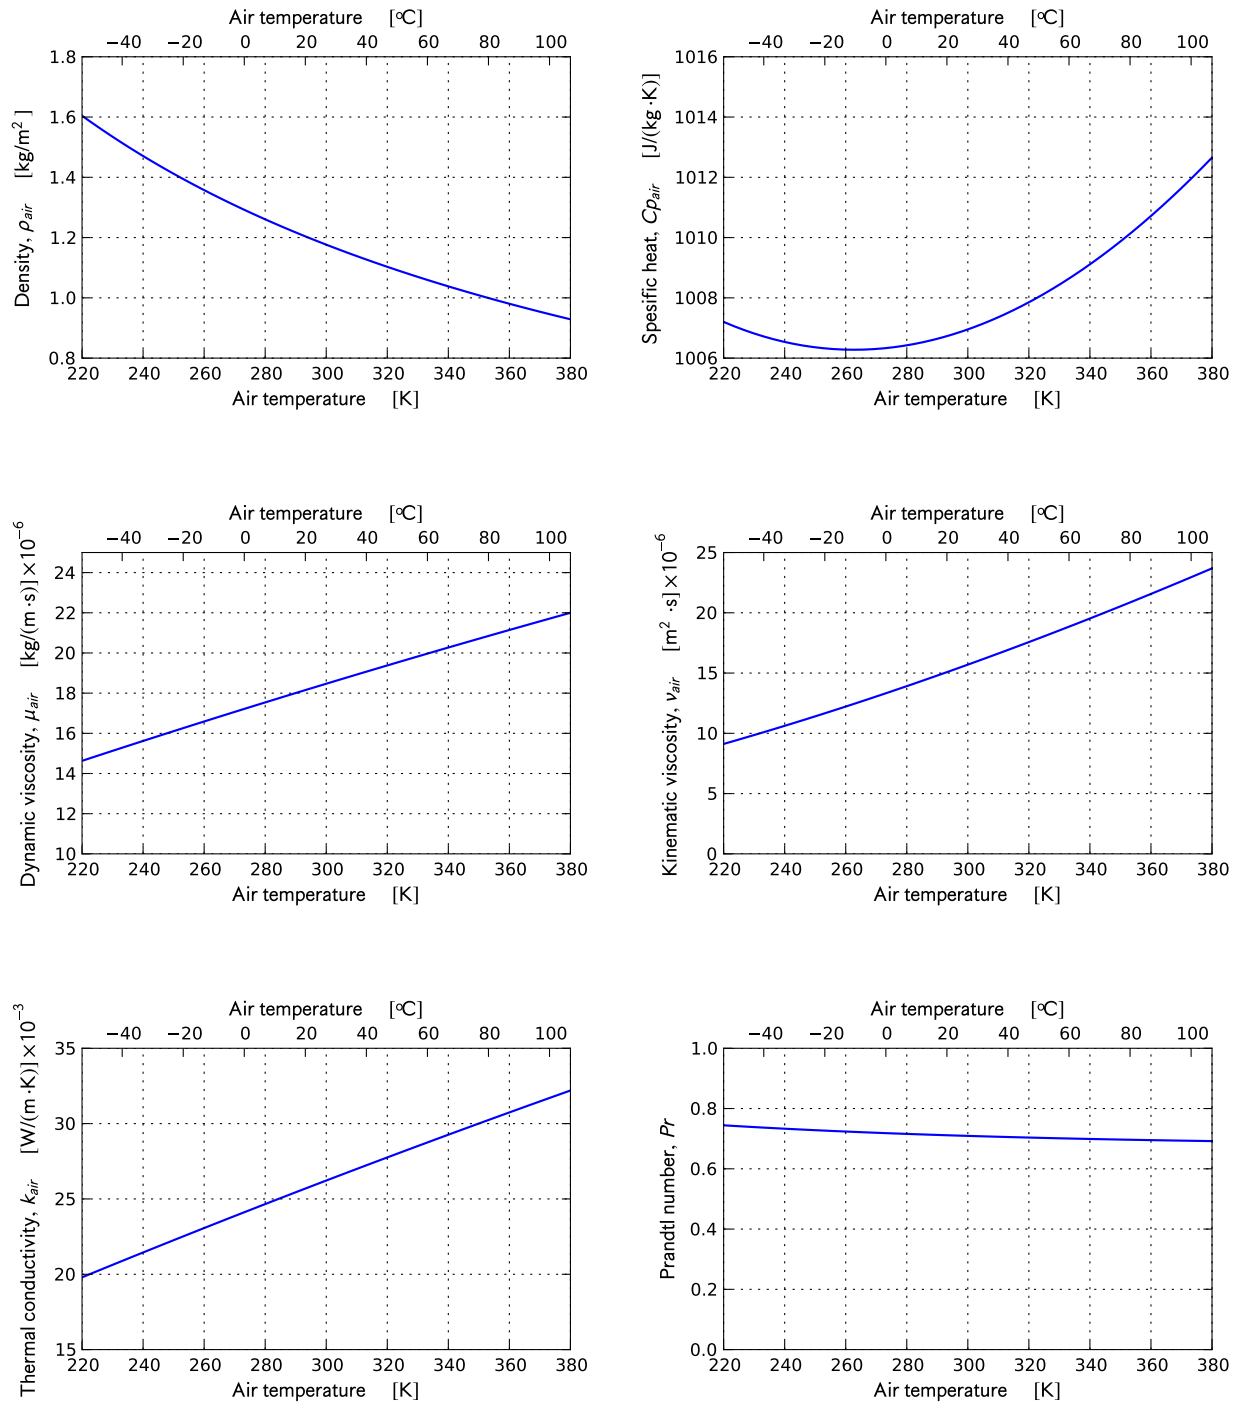 Air temperature [°C]
−40 −20 0 20 40 60 80 100
1.8
1.6
1.4
1.2
1.0
0.8
Density, ρair [kg/m2 ]
220 240 260 280 300 320 340 360 380
Air temperature [K]
Air temperature [°C]
−40 −20 0 20 40 60 80 100
1016
1014
1012
1010
1008
1006
Spesific heat, Cpair [J/(kg·K)]
220 240 260 280 300 320 340 360 380
Air temperature [K]
Air temperature [°C]
−40 −20 0 20 40 60 80 100
24
22
20
18
16
14
12
10
Dynamic viscosity, μair [kg/(m·s)]×10−6
220 240 260 280 300 320 340 360 380
Air temperature [K]
Air temperature [°C]
−40 −20 0 20 40 60 80 100
25
20
15
10
5
0
Kinematic viscosity, νair [m2 ·s]×10−6
220 240 260 280 300 320 340 360 380
Air temperature [K]
Air temperature [°C]
−40 −20 0 20 40 60 80 100
35
30
25
20
15
Thermal conductivity, kair [W/(m·K)]×10−3
220 240 260 280 300 320 340 360 380
Air temperature [K]
Air temperature [°C]
−40 −20 0 20 40 60 80 100
1.0
0.8
0.6
0.4
0.2
0.0
Prandtl number, Pr
220 240 260 280 300 320 340 360 380
Air temperature [K]